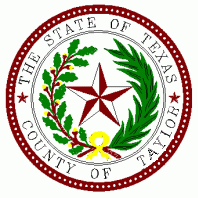 THE STATE OF TEXAS
COUNTY OF TAYLOR